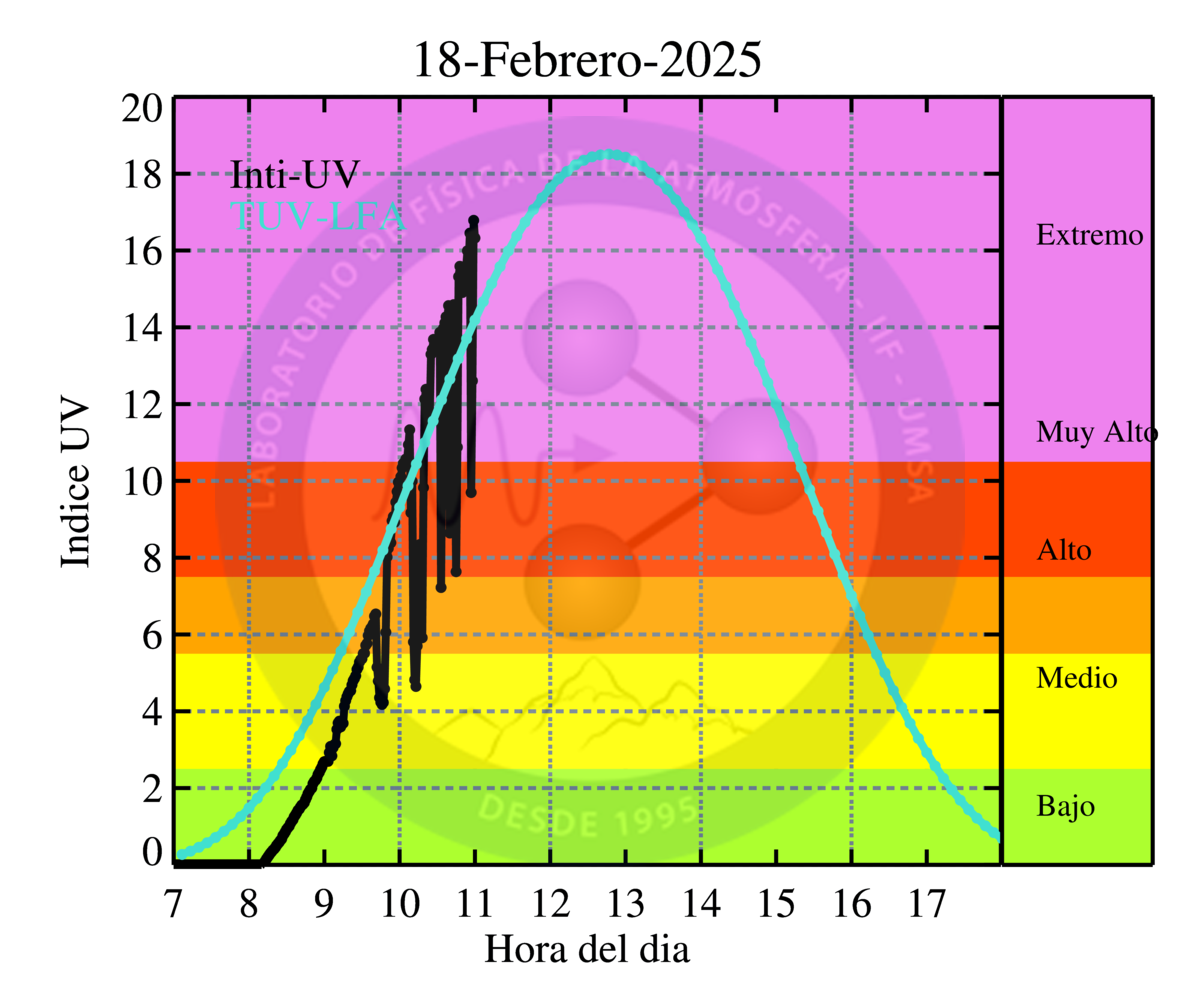 18-Febrero-2025
Inti-UV
TUV-LFA
LABORATORIO DE FÍSICA DE LA ATMÓSFERA - IIF - UMSA
DESDE 1995
Indice UV
20
18
16
14
12
10
8
6
4
2
0
Extremo
Muy Alto
Alto
Medio
Bajo
7 8 9 10 11 12 13 14 15 16 17
Hora del dia